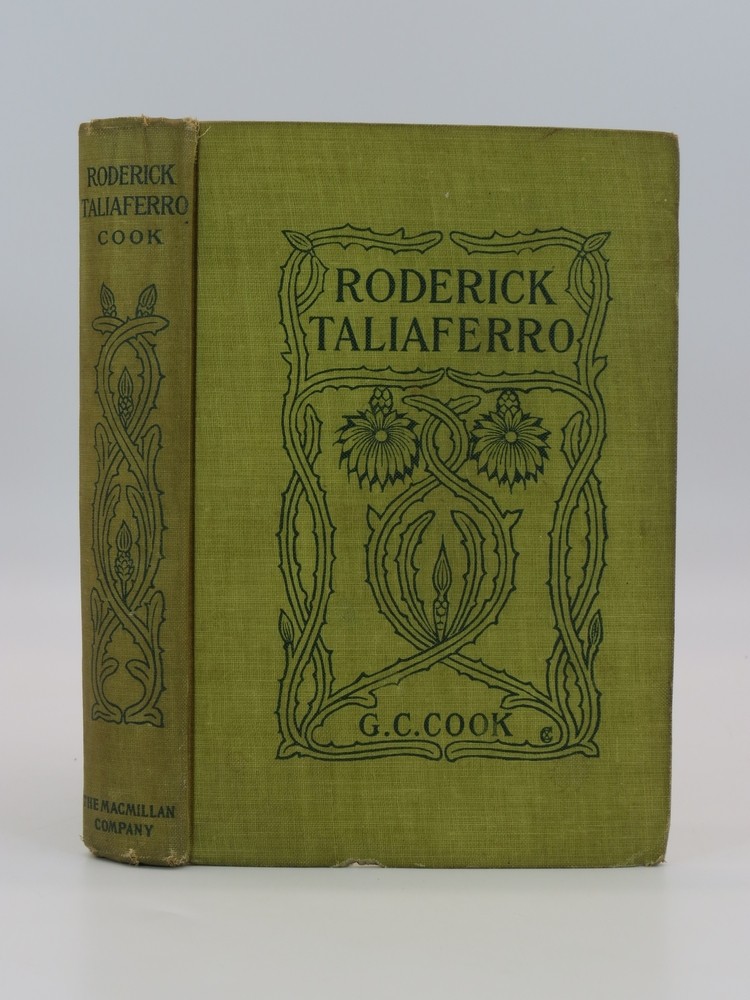 RODERICK
TALIAFERRO
COOK
THE MACMILLAN
COMPANY
RODERICK
TALIAFERRO
G.C.COOK